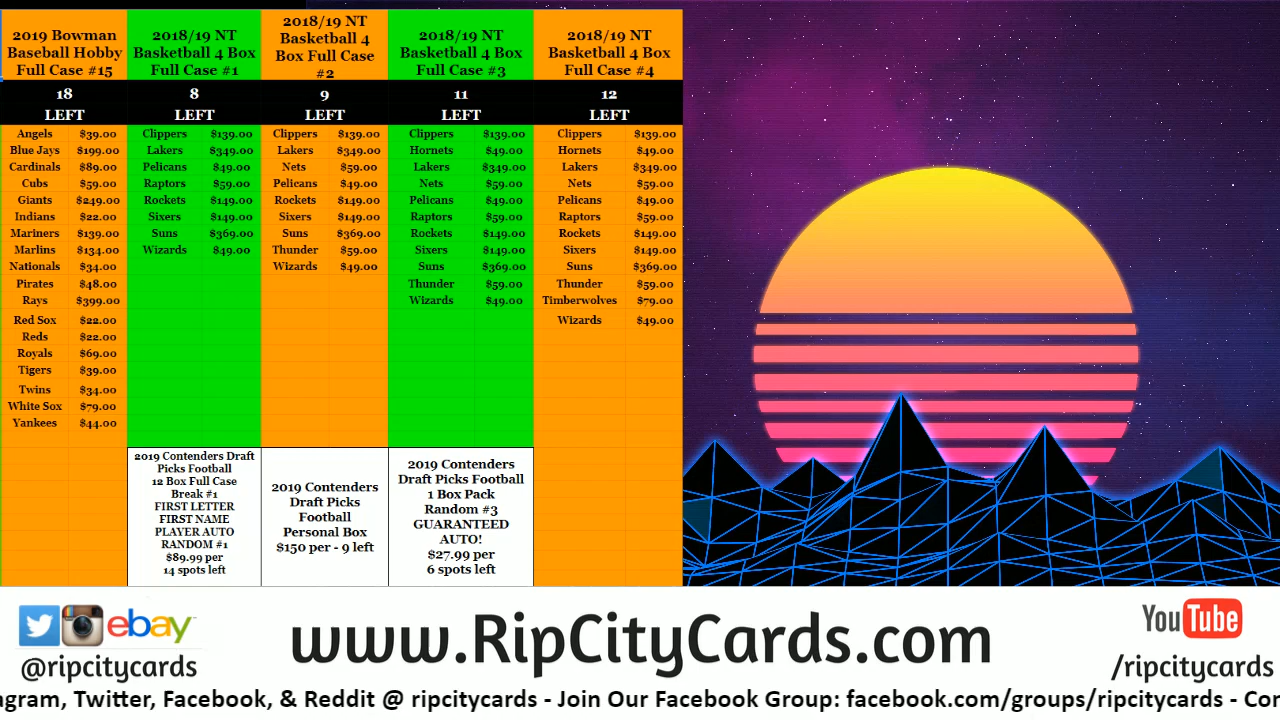 2019 Bowman
Baseball Hobby
Full Case #15
18
LEFT
Angels $39.00
Blue Jays $199.00
Cardinals $89.00
Cubs $59.00
Giants $249.00
Indians $22.00
Mariners $139.00
Marlins $134.00
Nationals $34.00
Pirates $48.00
Rays $399.00
Red Sox $22.00
Reds $22.00
Royals $69.00
Tigers $39.00
Twins $34.00
White Sox $79.00
Yankees $44.00
2018/19 NT
Basketball 4 Box
Full Case #1
8
LEFT
Clippers $139.00
Lakers $349.00
Pelicans $49.00
Raptors $59.00
Rockets $149.00
Sixers $149.00
Suns $369.00
Wizards $49.00
2019 Contenders Draft
Picks Football
12 Box Full Case
Break #1
FIRST LETTER
FIRST NAME
PLAYER AUTO
RANDOM #1
$89.99 per
14 spots left
2018/19 NT
Basketball 4
Box Full Case
#2
9
LEFT
Clippers $139.00
Lakers $349.00
Nets $59.00
Pelicans $49.00
Rockets $149.00
Sixers $149.00
Suns $369.00
Thunder $59.00
Wizards $49.00
2019 Contenders
Draft Picks
Football
Personal Box
$150 per - 9 left
2018/19 NT
Basketball 4 Box
Full Case #3
11
LEFT
Clippers $139.00
Hornets $49.00
Lakers $349.00
Nets $59.00
Pelicans $49.00
Raptors $59.00
Rockets $149.00
Sixers $149.00
Suns $369.00
Thunder $59.00
Wizards $49.00
2019 Contenders
Draft Picks Football
1 Box Pack
Random #3
GUARANTEED
AUTO!
$27.99 per
6 spots left
2018/19 NT
Basketball 4 Box
Full Case #4
12
LEFT
Clippers $139.00
Hornets $49.00
Lakers $349.00
Nets $59.00
Pelicans $49.00
Raptors $59.00
Rockets $149.00
Sixers $149.00
Suns $369.00
Thunder $59.00
Timberwolves $79.00
Wizards $49.00
ebay
@ripcitycards
www.RipCityCards.com
YouTube
/ripcitycards
agram, Twitter, Facebook, & Reddit @ ripcitycards - Join Our Facebook Group: facebook.com/groups/ripcitycards - Con